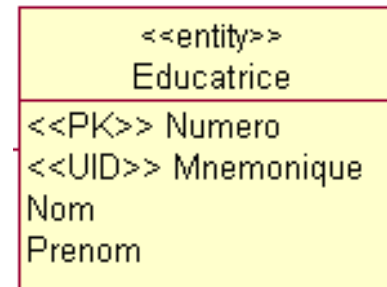 <<entity>>
Educatrice
<<PK>> Numero
<<UID>> Mnemonique
Nom
Prenom